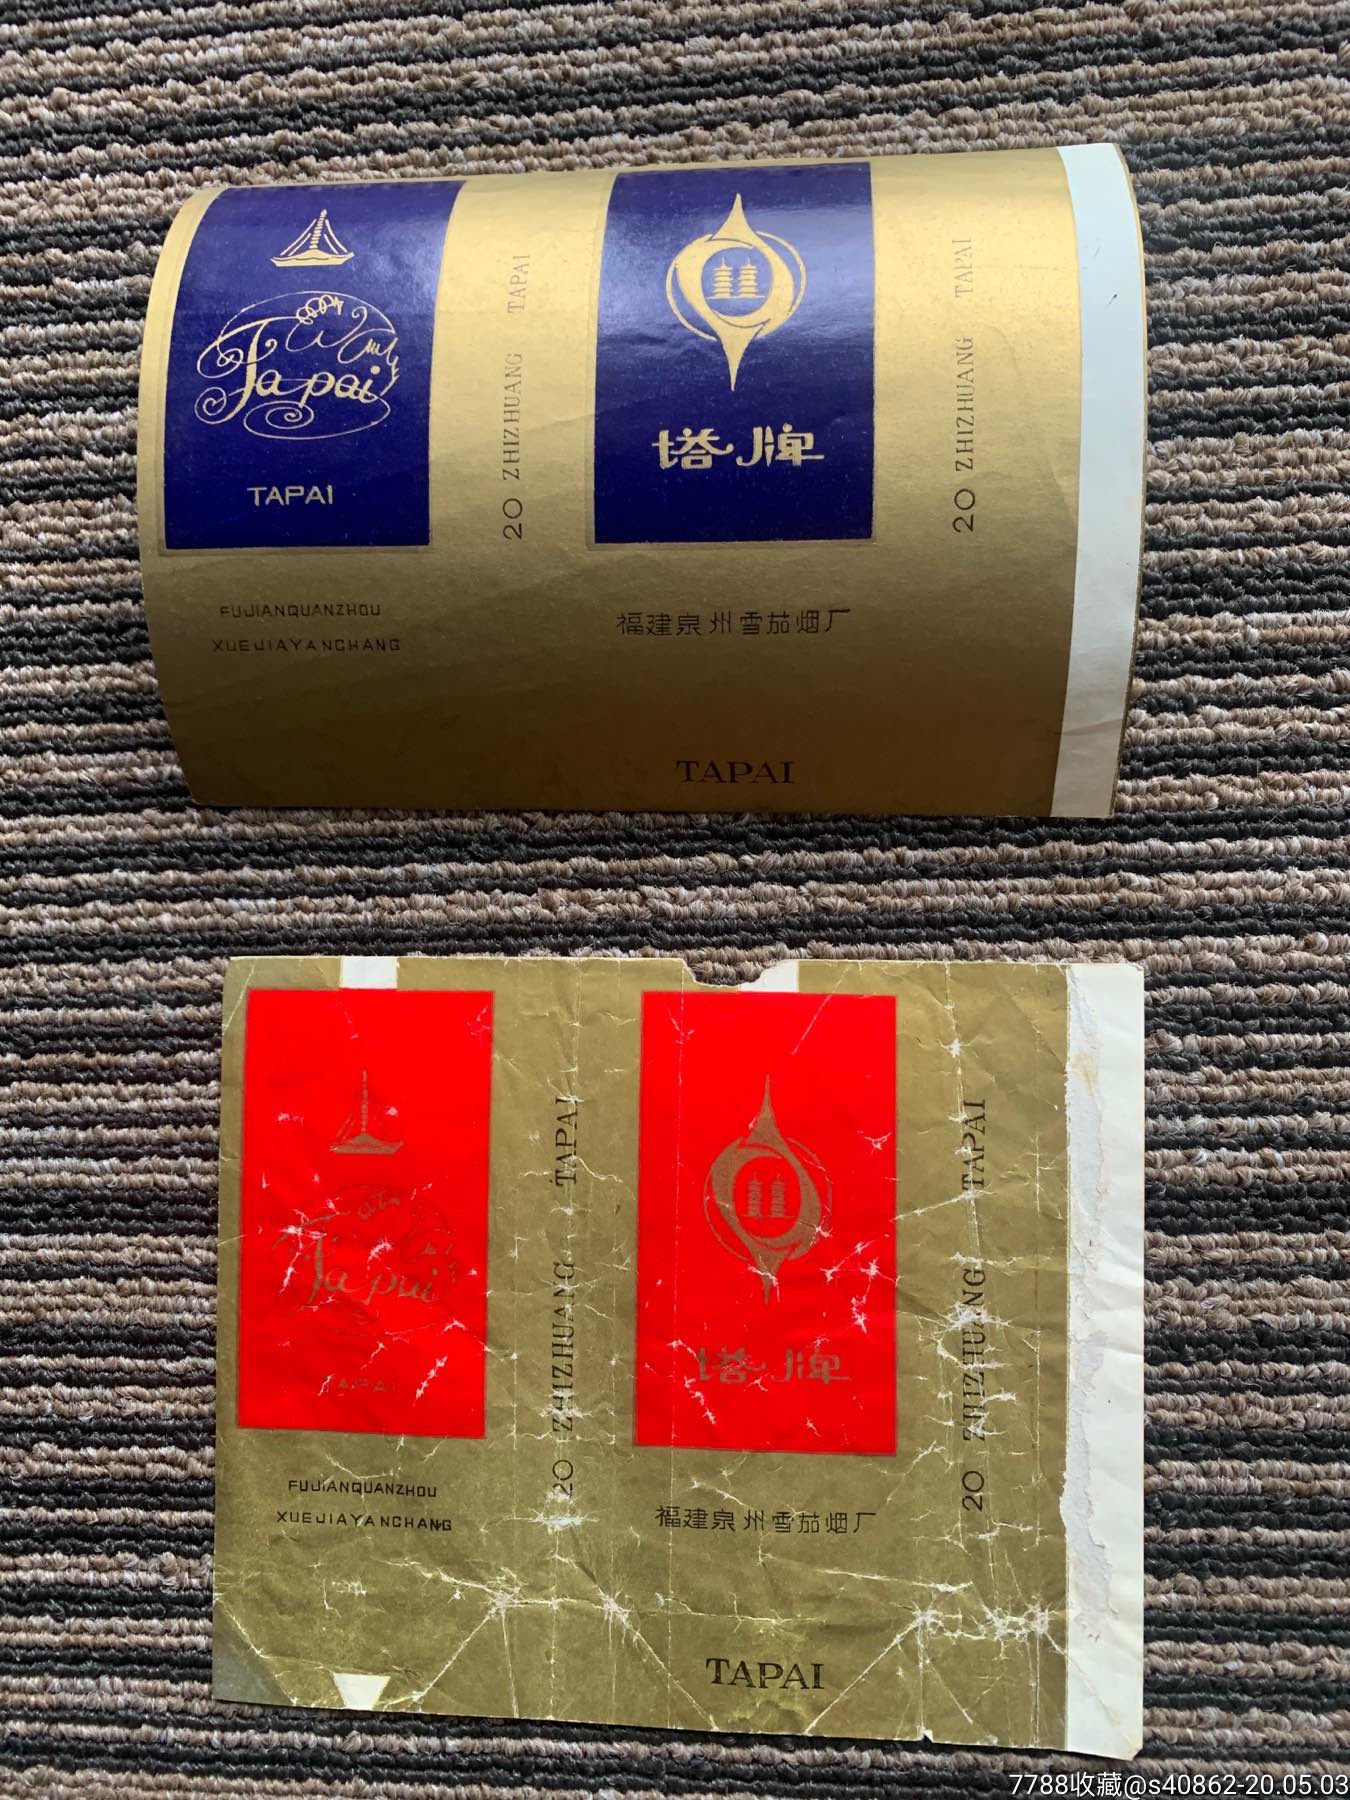 Tapai
TAPAI
FUJIANQUANZHOU
XUEJIAYANCHANG
20 ZHIZHUANG TAPAI
塔牌
福建泉州雪茄烟厂
TAPAI
20 ZHIZHUANG TAPAI
Tapai
TAPAI
FUJIANQUANZHOU
XUEJIAYANCHANG
20 ZHIZHUANG TAPAI
塔牌
福建泉州雪茄烟厂
TAPAI
20 ZHIZHUANG TAPAI
7788收藏@s40862-20.05.03